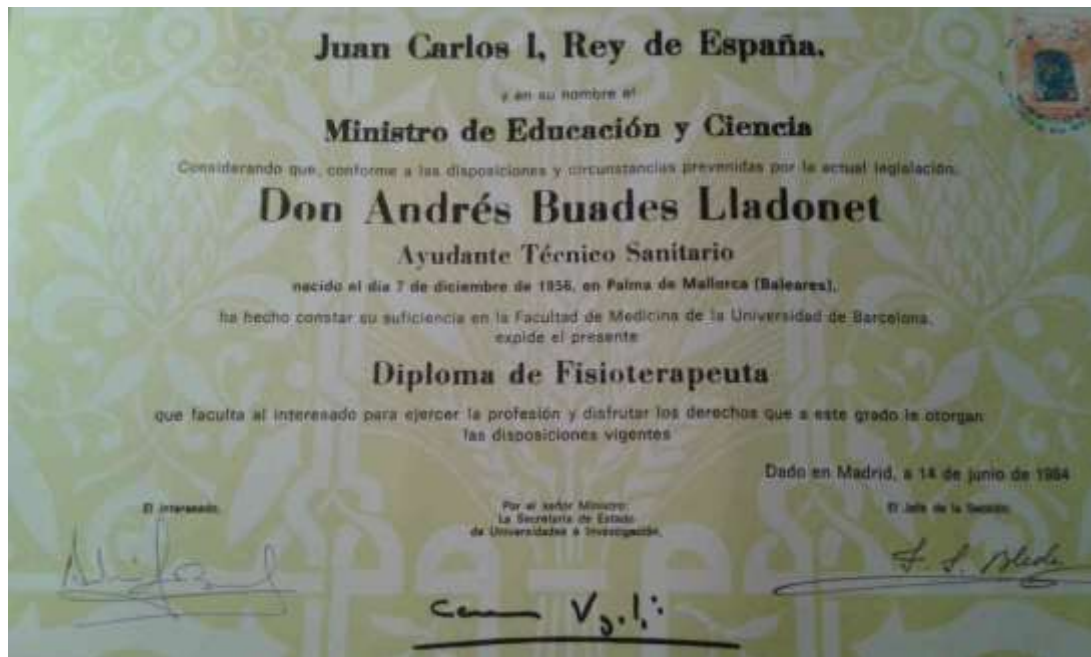 Juan Carlos I, Rey de España.
y en su nombre el
Ministro de Educación y Ciencia
Considerando que, conforme a las disposiciones y circunstancias prevenidas por la actual legislación,
Don Andrés Buades Lladonet
Ayudante Técnico Sanitario
nacido el día 7 de diciembre de 1956, en Palma de Mallorca (Baleares),
ha hecho constar su suficiencia en la Facultad de Medicina de la Universidad de Barcelona,
expide el presente
Diploma de Fisioterapeuta
que faculta al interesado para ejercer la profesión y disfrutar los derechos que a este grado le otorgan
las disposiciones vigentes
Dado en Madrid, a 14 de junio de 1984
El interesado,
Por el señor Ministro:
La Secretaria de Estado
de Universidades e Investigación,
El Jefe de la Sección,